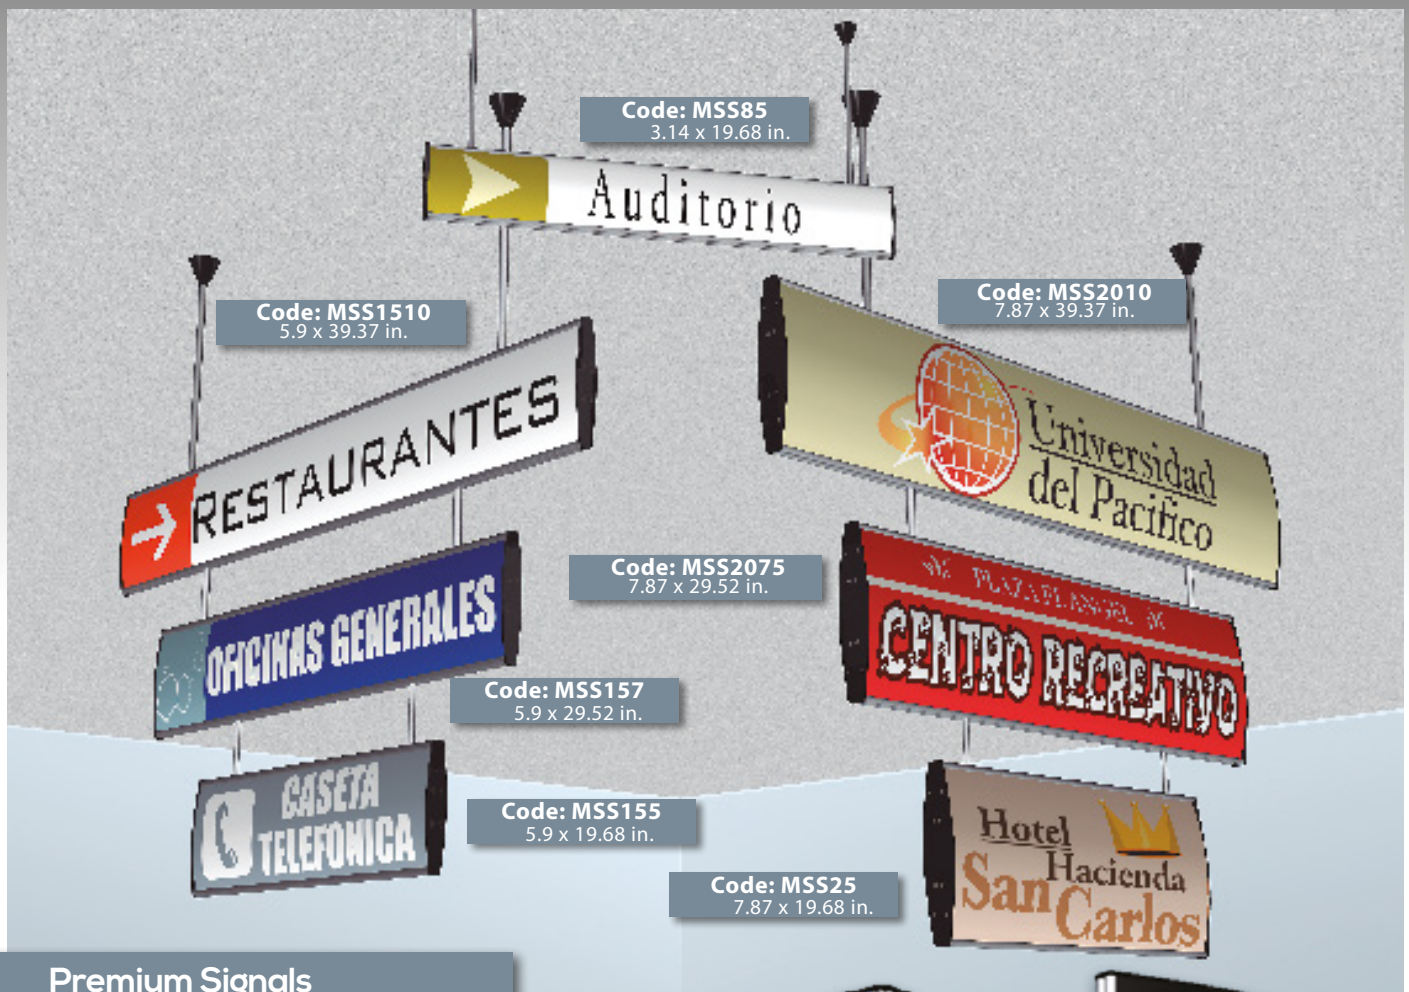 Code: MSS85
3.14 x 19.68 in.
Auditorio
Code: MSS1510
5.9 x 39.37 in.
Code: MSS2010
7.87 x 39.37 in.
RESTAURANTES
Universidad
del Pacifico
Code: MSS2075
7.87 x 29.52 in.
OFICINAS GENERALES
PLAZA
CENTRO RECREATIVO
Code: MSS157
5.9 x 29.52 in.
CASETA
TELEFONICA
Code: MSS155
5.9 x 19.68 in.
Hotel
Hacienda
San
Carlos
Code: MSS25
7.87 x 19.68 in.
Premium Signals